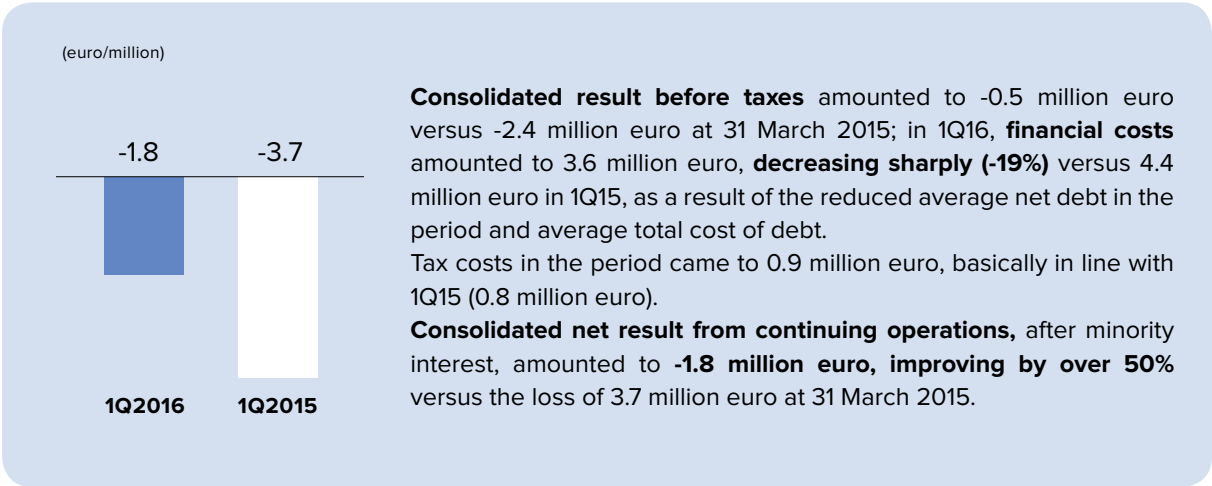 (euro/million)
-1.8
-3.7
1Q2016
1Q2015
Consolidated result before taxes amounted to -0.5 million euro
versus -2.4 million euro at 31 March 2015; in 1Q16, financial costs
amounted to 3.6 million euro, decreasing sharply (-19%) versus 4.4
million euro in 1Q15, as a result of the reduced average net debt in the
period and average total cost of debt.
Tax costs in the period came to 0.9 million euro, basically in line with
1Q15 (0.8 million euro).
Consolidated net result from continuing operations, after minority
interest, amounted to -1.8 million euro, improving by over 50%
versus the loss of 3.7 million euro at 31 March 2015.